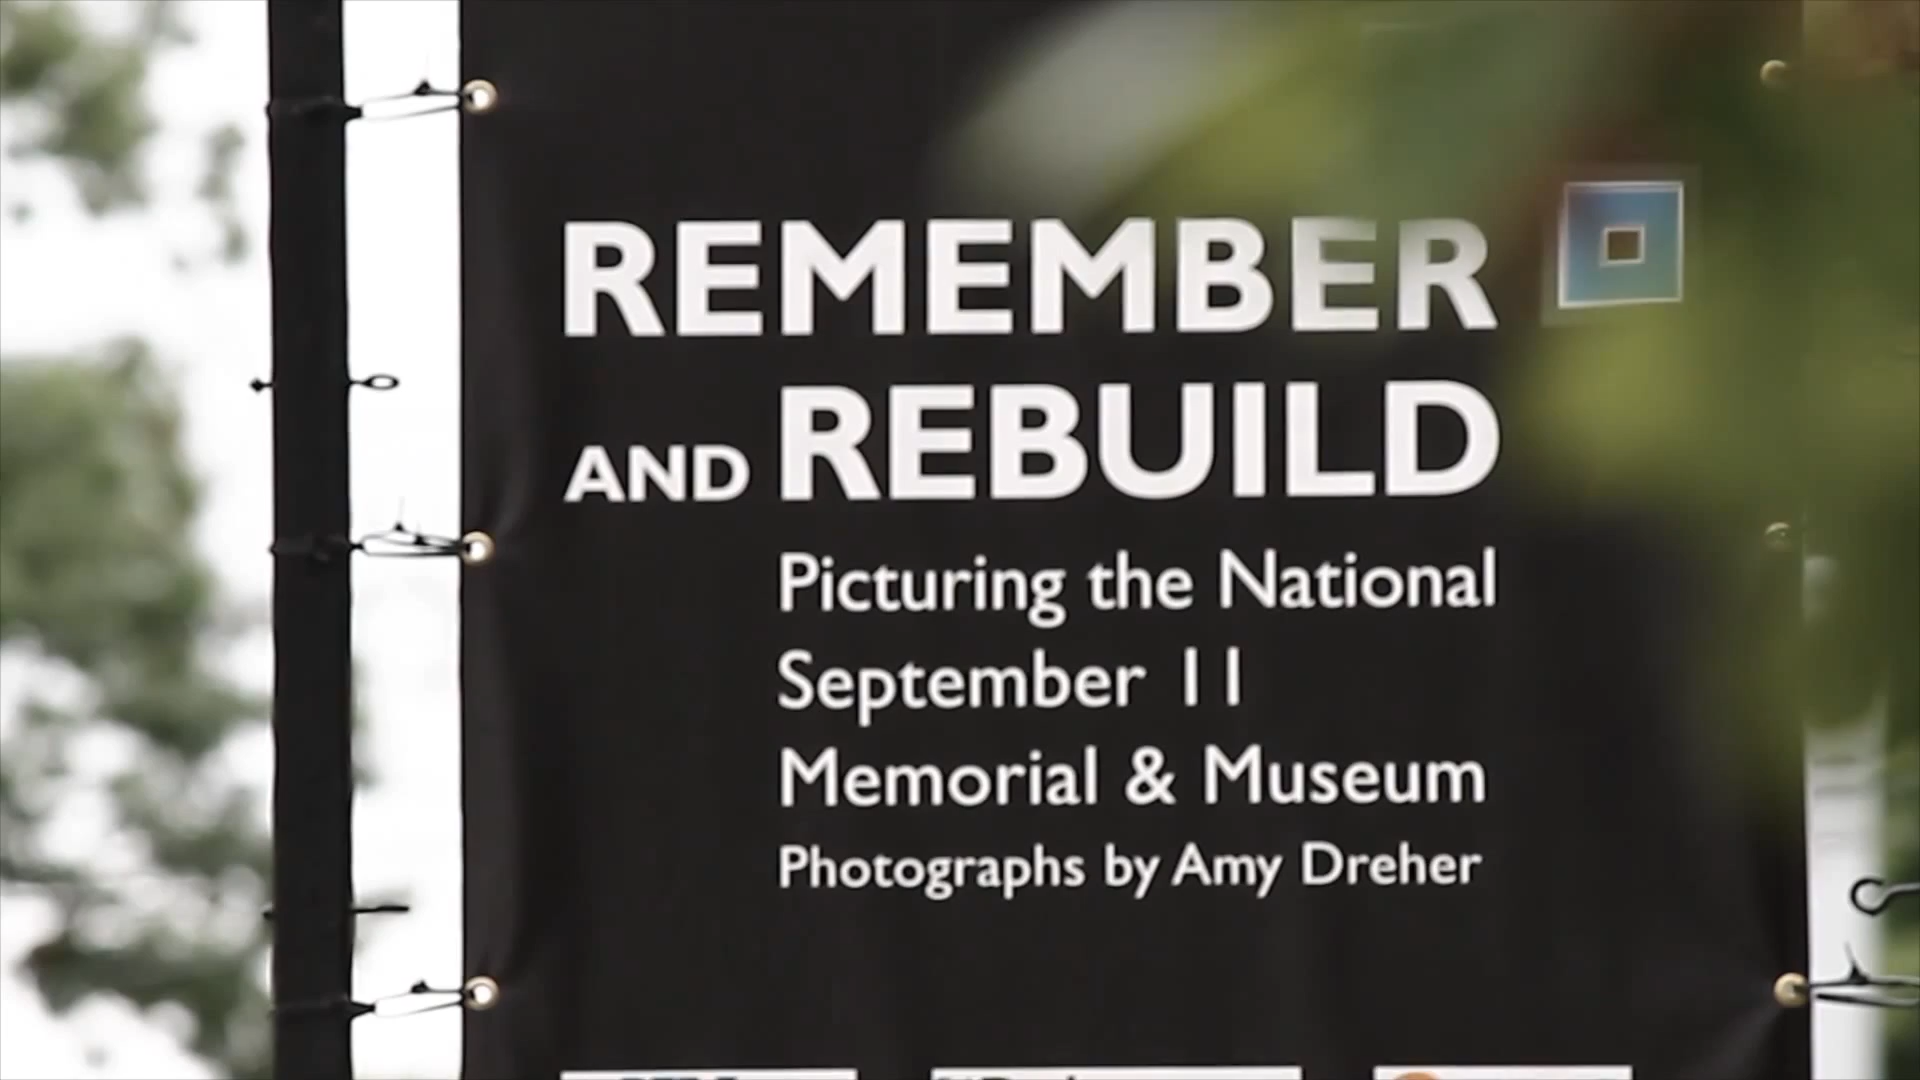 REMEMBER
AND REBUILD
Picturing the National
September 11
Memorial & Museum
Photographs by Amy Dreher